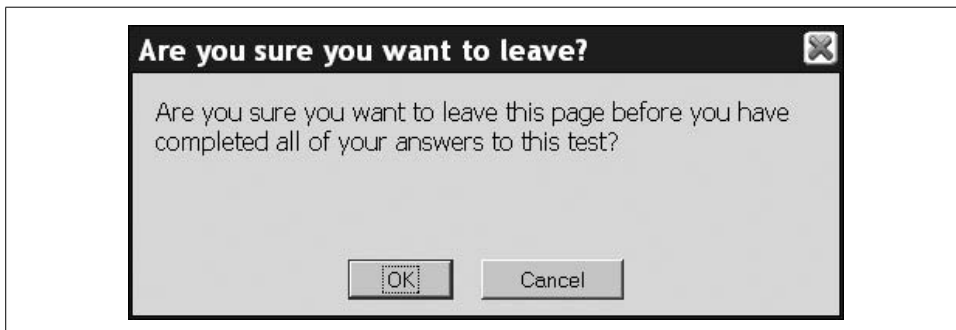 Are you sure you want to leave?
Are you sure you want to leave this page before you have
completed all of your answers to this test?
OK
Cancel